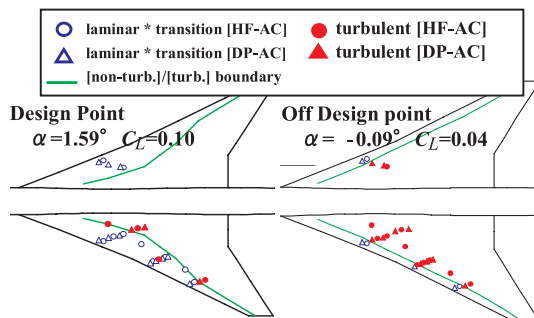 laminar * transition [HF-AC] turbulent [HF-AC]
laminar * transition [DP-AC] turbulent [DP-AC]
[non-turb.]/[turb.] boundary
Design Point Off Design point
α=1.59° C_L=0.10 α= -0.09° C_L=0.04